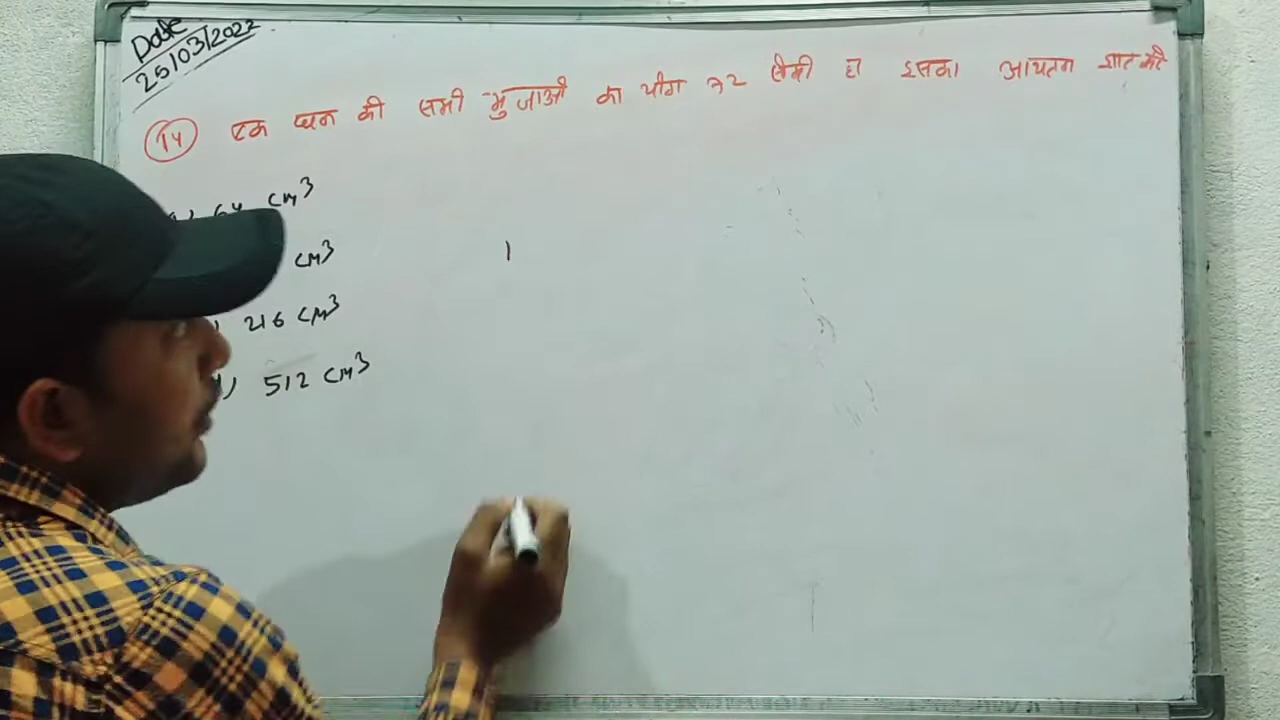 Date
25/03/2022
14 एक घन की सभी भुजाओ का योग 72 सेमी हो इसका आयतन ज्ञात करे
64 cm³
cm³
216 cm³
) 512 cm³